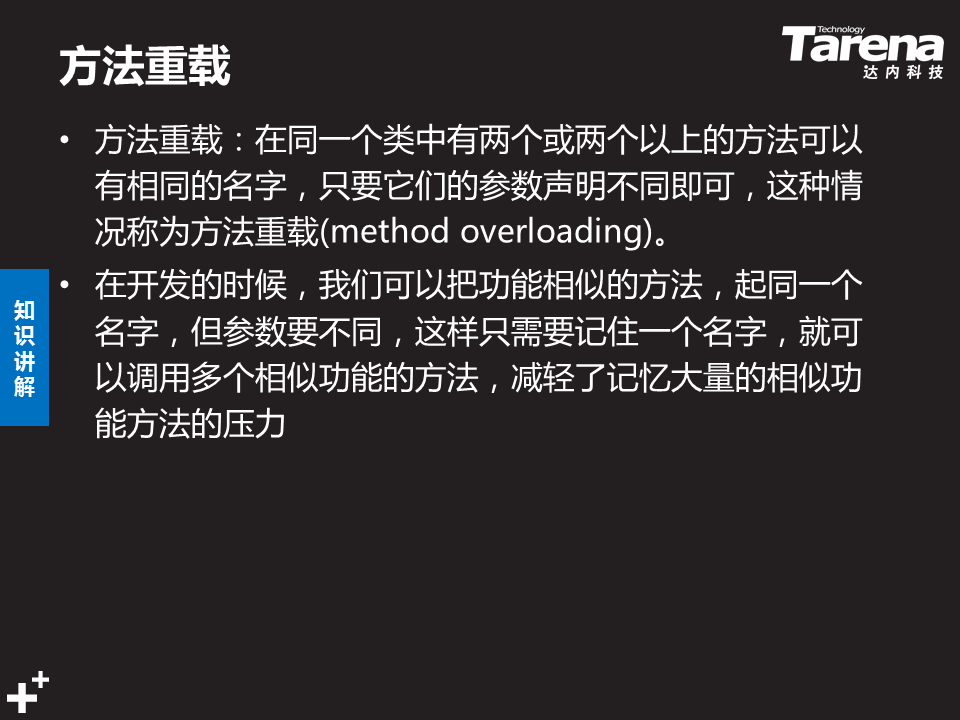 方法重载
Technology
Tarena
达内科技
• 方法重载：在同一个类中有两个或两个以上的方法可以
有相同的名字，只要它们的参数声明不同即可，这种情
况称为方法重载(method overloading)。
• 在开发的时候，我们可以把功能相似的方法，起同一个
名字，但参数要不同，这样只需要记住一个名字，就可
以调用多个相似功能的方法，减轻了记忆大量的相似功
能方法的压力
知
识
讲
解